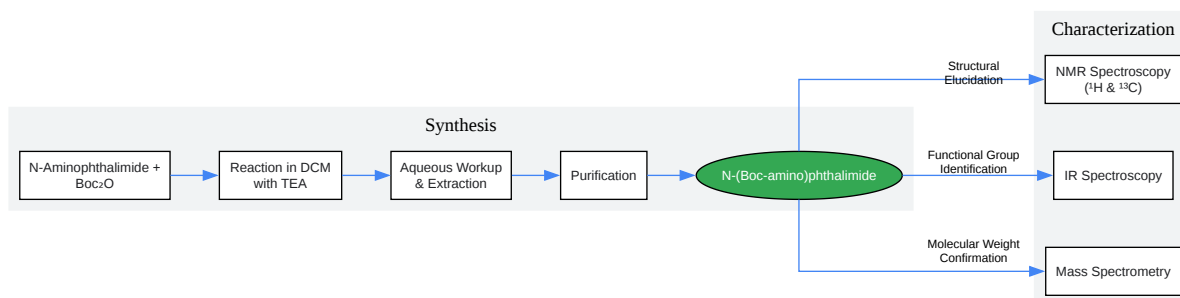 Characterization
Structural
Elucidation
NMR Spectroscopy
(¹H & ¹³C)
Synthesis
N-Aminophthalimide +
Boc₂O
Reaction in DCM
with TEA
Aqueous Workup
& Extraction
Purification
N-(Boc-amino)phthalimide
Functional Group
Identification
IR Spectroscopy
Molecular Weight
Confirmation
Mass Spectrometry